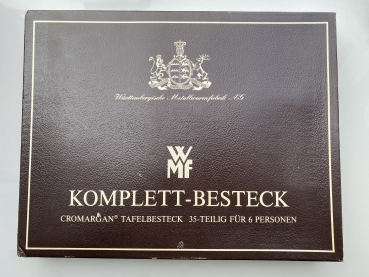 Württembergische Metallwarenfabrik AG
WMF
KOMPLETT-BESTECK
CROMARGAN® TAFELBESTECK 35-TEILIG FÜR 6 PERSONEN